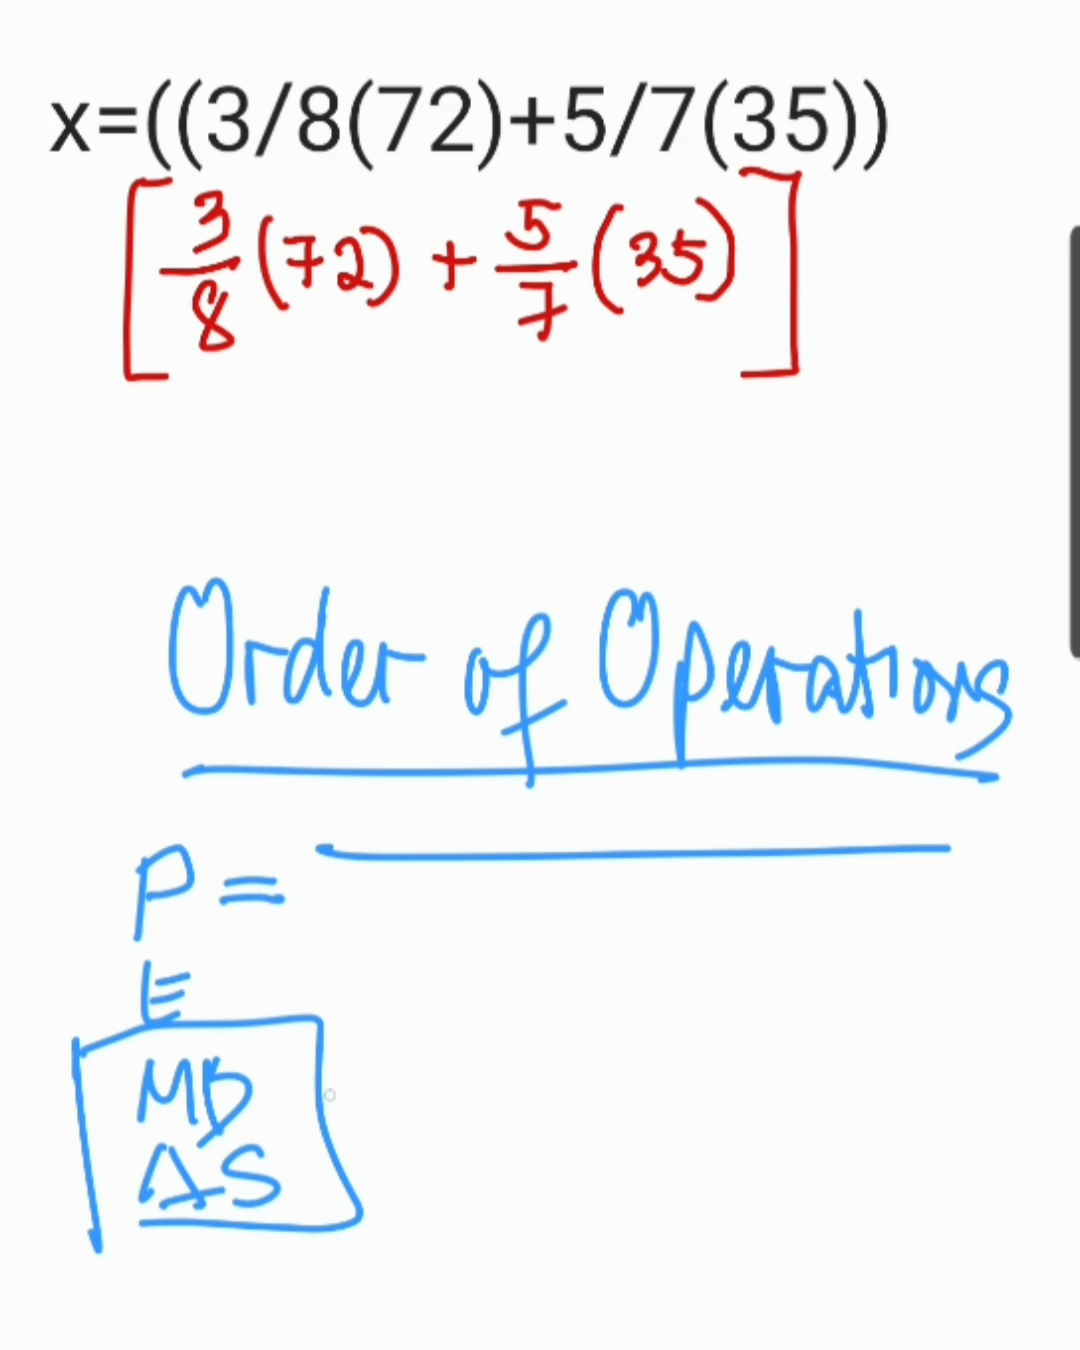 x=((3/8(72)+5/7(35))
[3/8(72) + 5/7(35)]
Order of Operations
P =
E
MD
AS